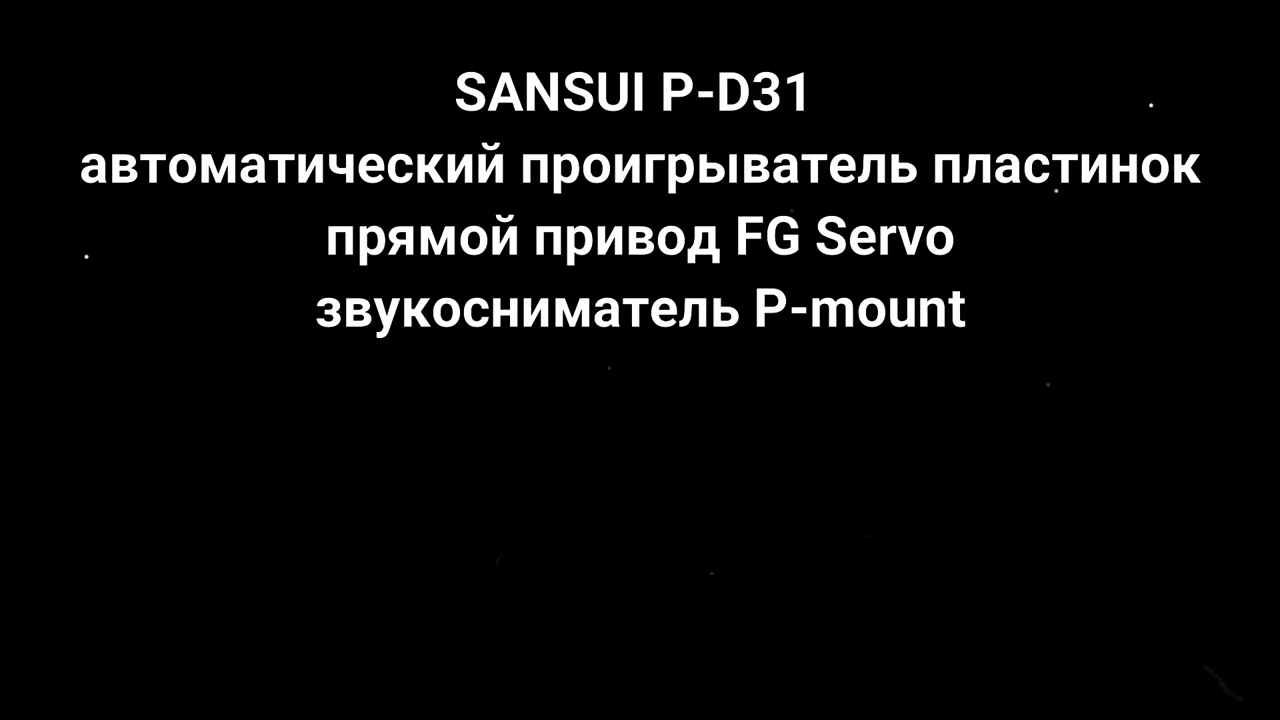 SANSUI P-D31
автоматический проигрыватель пластинок
прямой привод FG Servo
звукосниматель P-mount